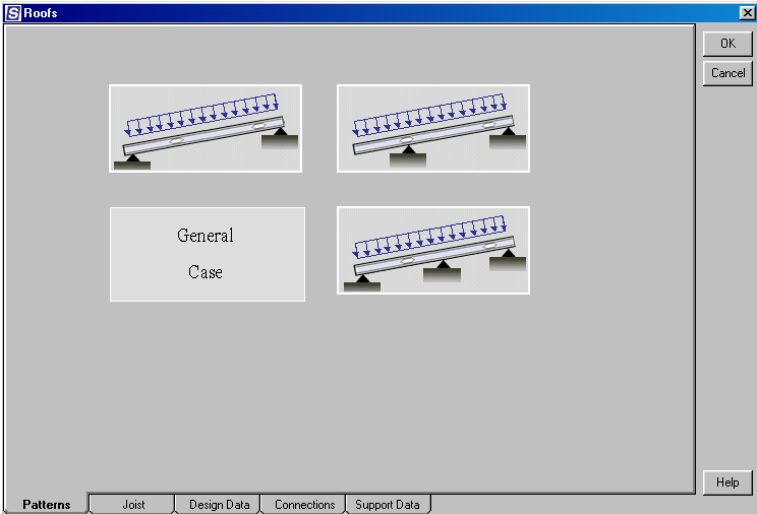 S Roofs
OK
Cancel
General
Case
Help
Patterns
Joist
Design Data
Connections
Support Data